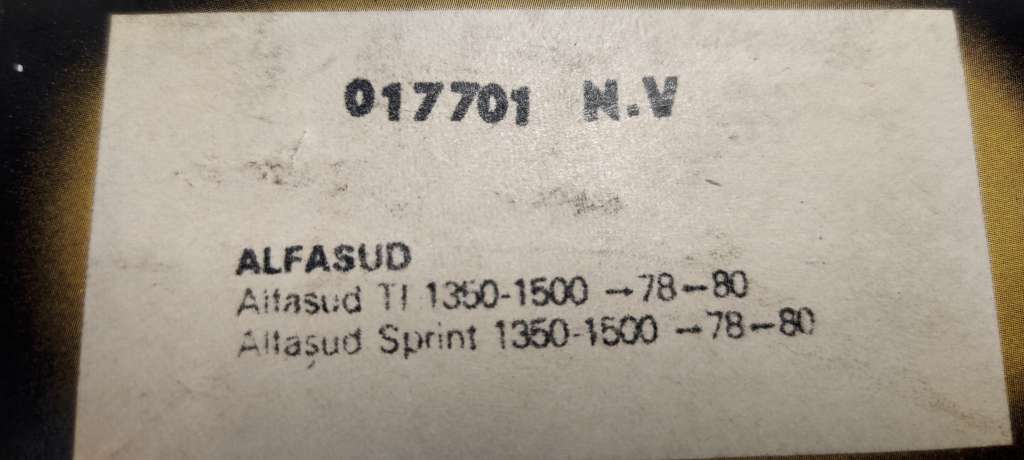 017701 N.V
ALFASUD
Alfasud TI 1350-1500 →78-80
Alfasud Sprint 1350-1500 →78-80